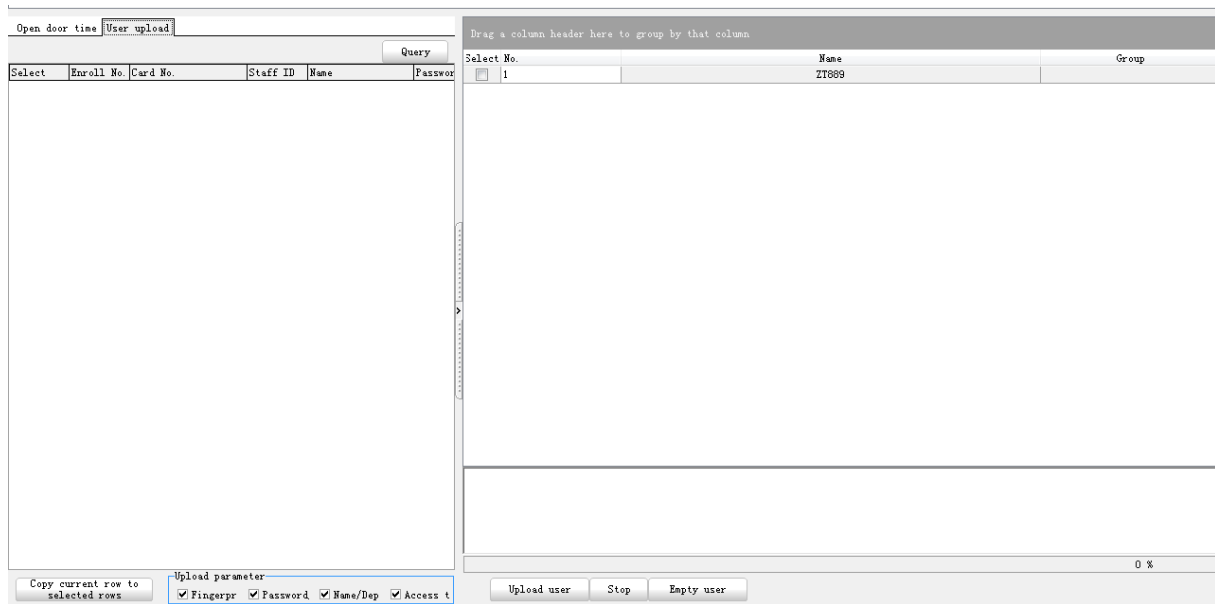 Open door time User upload
Query
Select Enroll No. Card No. Staff ID Name Passwor
Drag a column header here to group by that column
Select No. Name Group
1 ZT889
0 %
Copy current row to
selected rows
Upload parameter
Fingerpr Password Name/Dep Access t
Upload user Stop Empty user